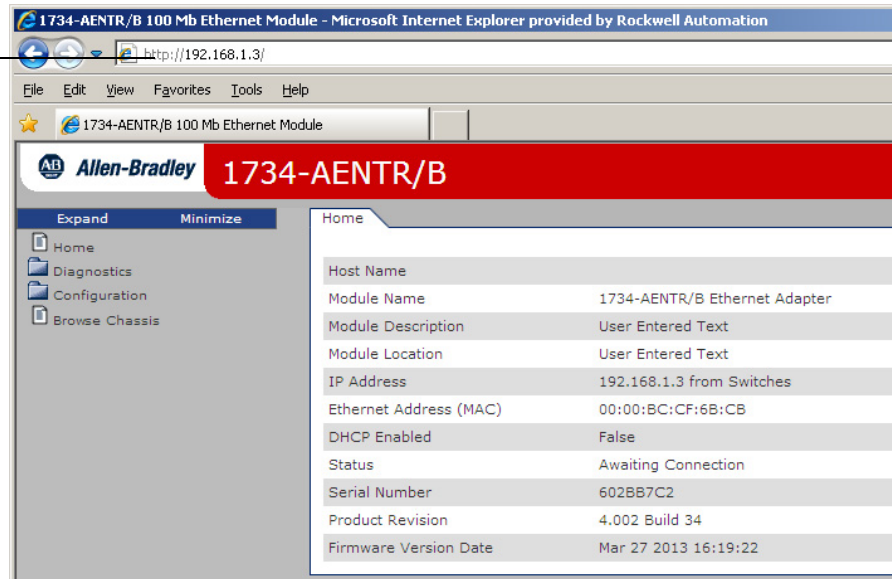 1734-AENTR/B 100 Mb Ethernet Module - Microsoft Internet Explorer provided by Rockwell Automation
http://192.168.1.3/
File Edit View Favorites Tools Help
1734-AENTR/B 100 Mb Ethernet Module
AB Allen-Bradley 1734-AENTR/B
Expand Minimize
Home
Diagnostics
Configuration
Browse Chassis
Home
Host Name
Module Name 1734-AENTR/B Ethernet Adapter
Module Description User Entered Text
Module Location User Entered Text
IP Address 192.168.1.3 from Switches
Ethernet Address (MAC) 00:00:BC:CF:6B:CB
DHCP Enabled False
Status Awaiting Connection
Serial Number 602BB7C2
Product Revision 4.002 Build 34
Firmware Version Date Mar 27 2013 16:19:22